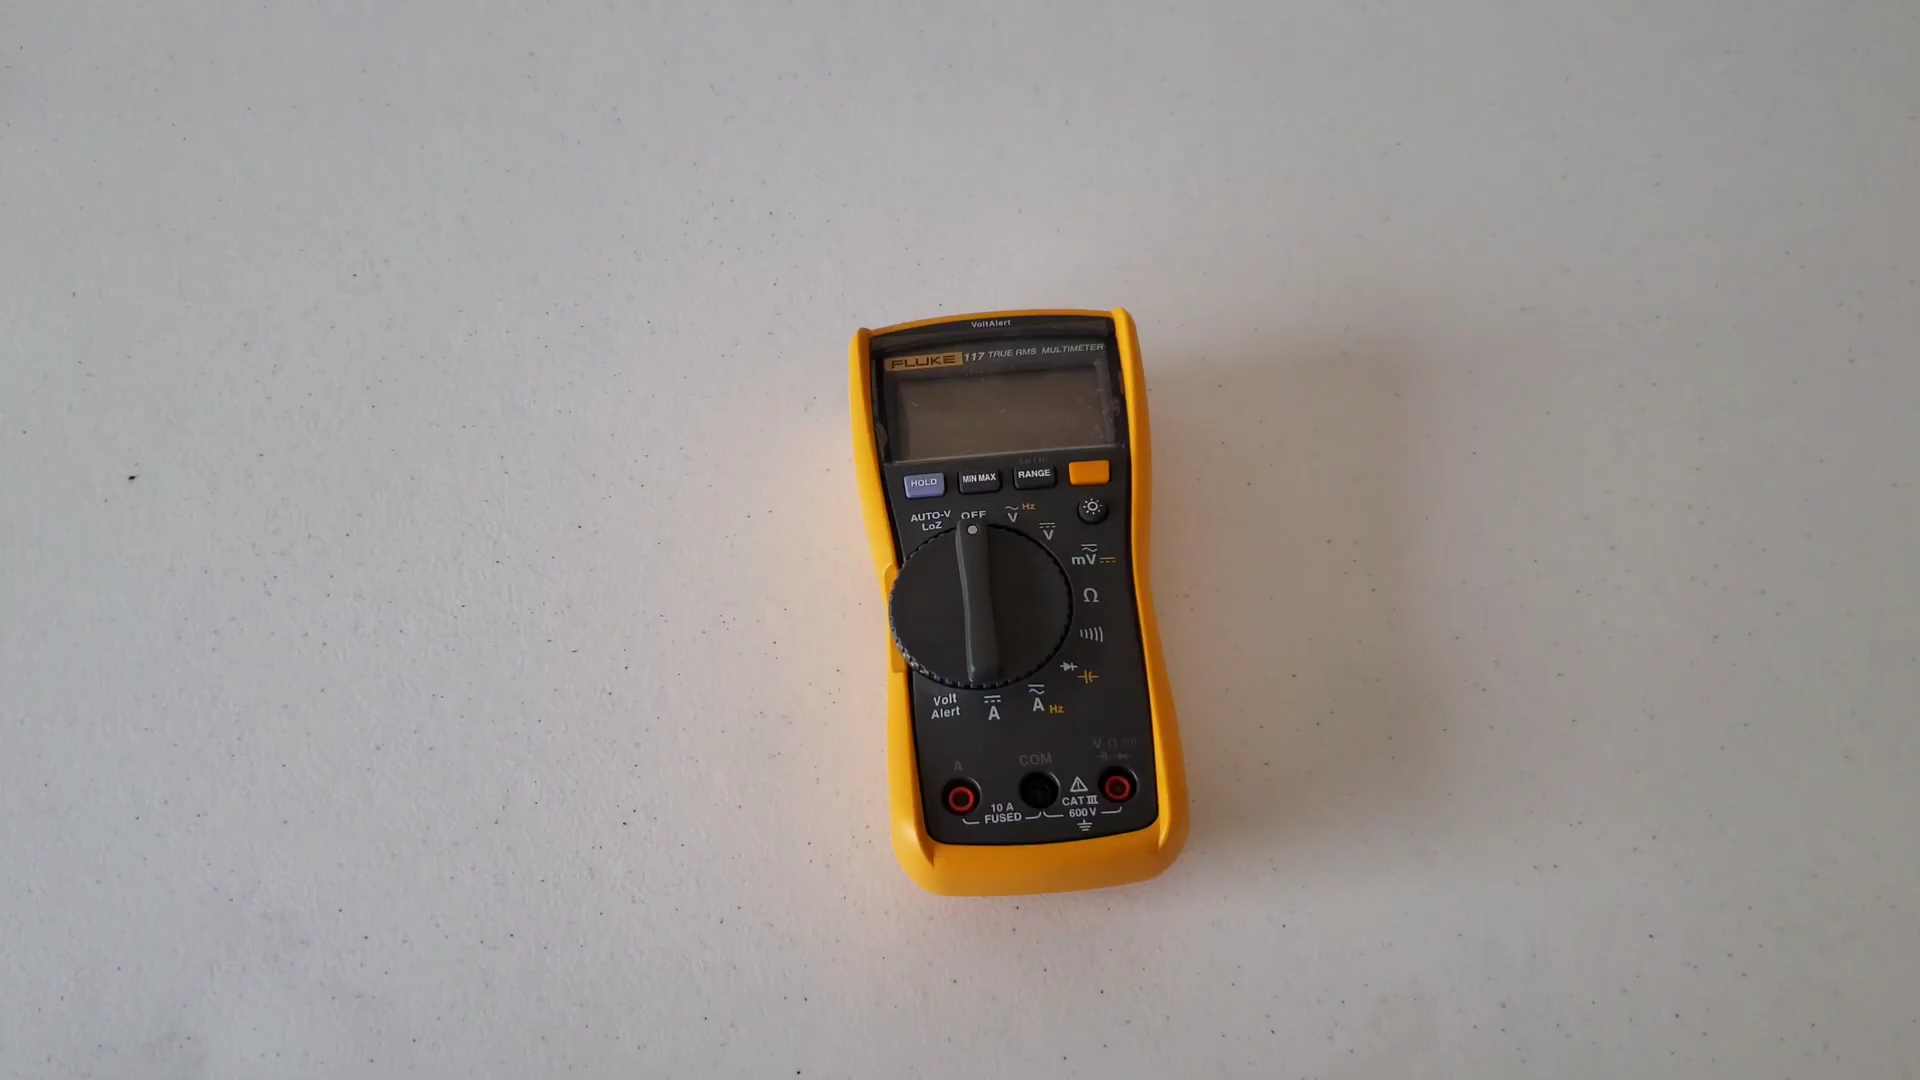 VoltAlert
FLUKE 117 TRUE RMS MULTIMETER
HOLD
MIN MAX
RANGE
AUTO-V
LoZ
OFF
V
Hz
V
mV
Ω
Volt
Alert
A
A
Hz
A
COM
V Ω
10 A
FUSED
CAT III
600 V